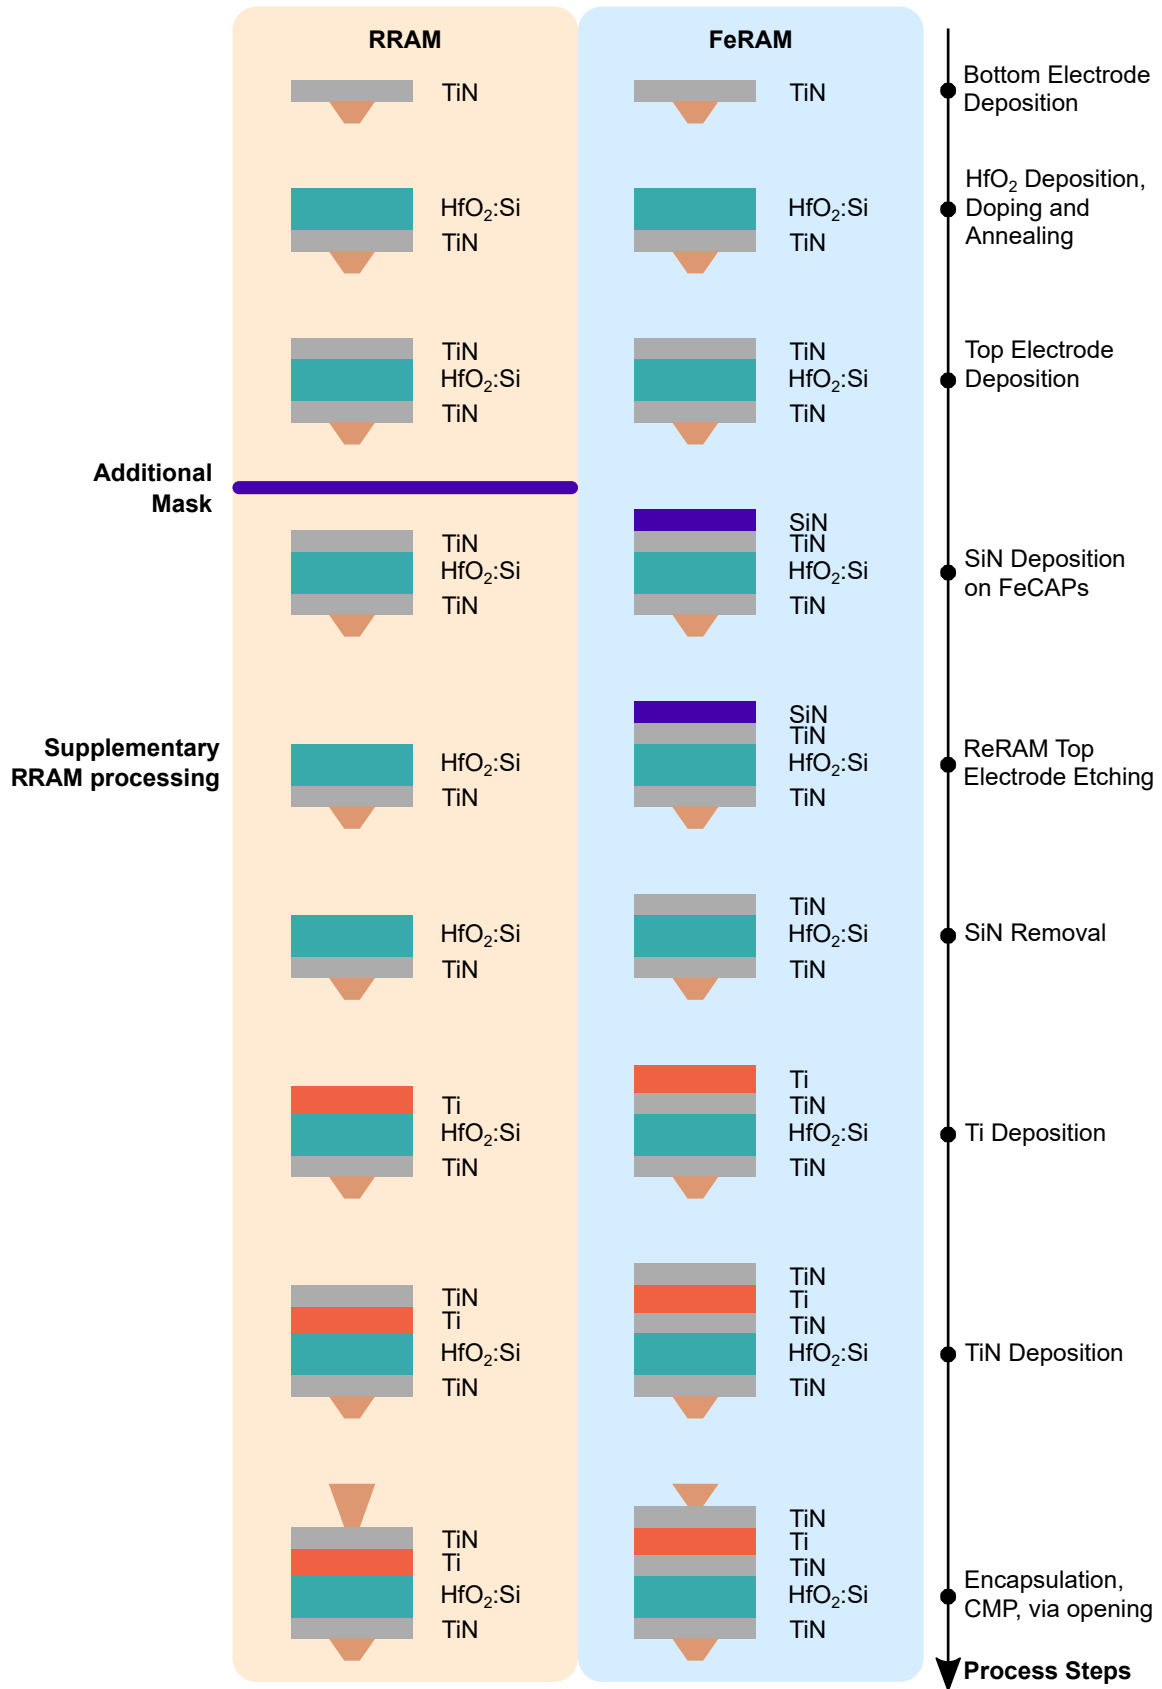 RRAM
FeRAM
TiN
TiN
Bottom Electrode
Deposition
HfO₂:Si
TiN
HfO₂:Si
TiN
HfO₂ Deposition,
Doping and
Annealing
TiN
HfO₂:Si
TiN
TiN
HfO₂:Si
TiN
Top Electrode
Deposition
Additional
Mask
TiN
HfO₂:Si
TiN
SiN
TiN
HfO₂:Si
TiN
SiN Deposition
on FeCAPs
Supplementary
RRAM processing
HfO₂:Si
TiN
SiN
TiN
HfO₂:Si
TiN
ReRAM Top
Electrode Etching
HfO₂:Si
TiN
TiN
HfO₂:Si
TiN
SiN Removal
Ti
HfO₂:Si
TiN
Ti
TiN
HfO₂:Si
TiN
Ti Deposition
TiN
Ti
HfO₂:Si
TiN
TiN
Ti
TiN
HfO₂:Si
TiN
TiN Deposition
TiN
Ti
HfO₂:Si
TiN
TiN
Ti
TiN
HfO₂:Si
TiN
Encapsulation,
CMP, via opening
Process Steps